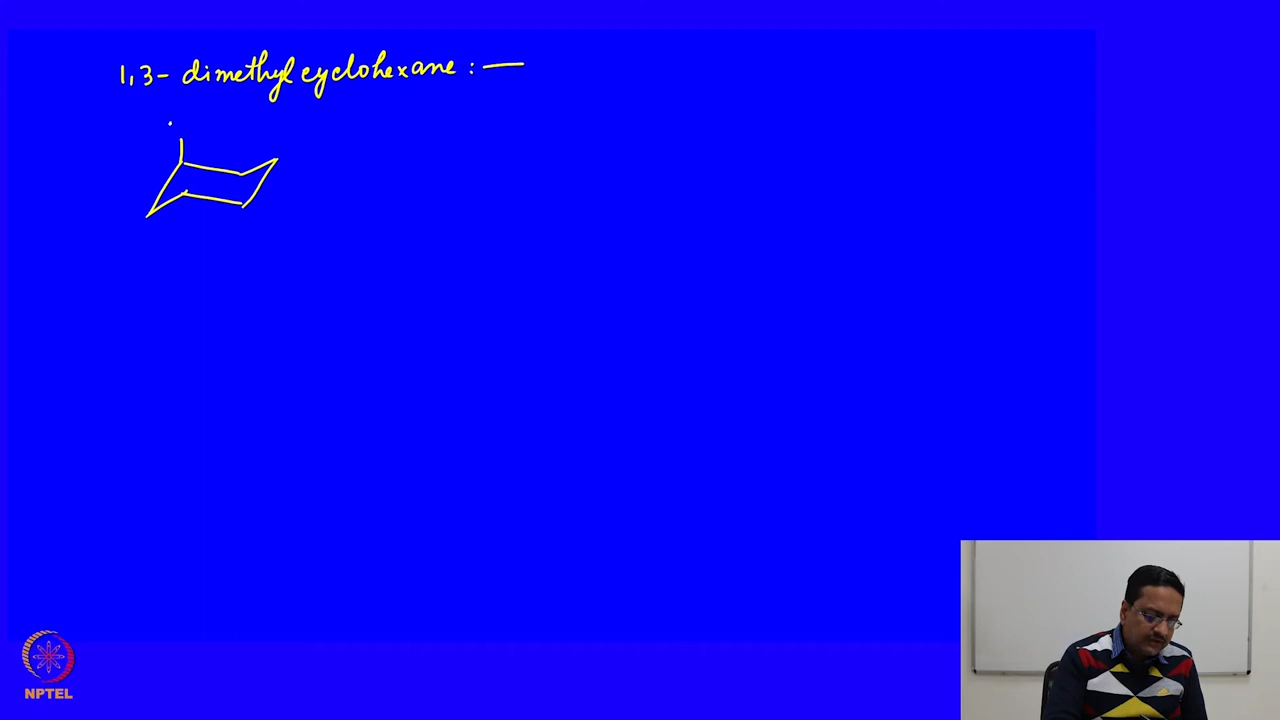 1,3- dimethyl cyclohexane : —
NPTEL